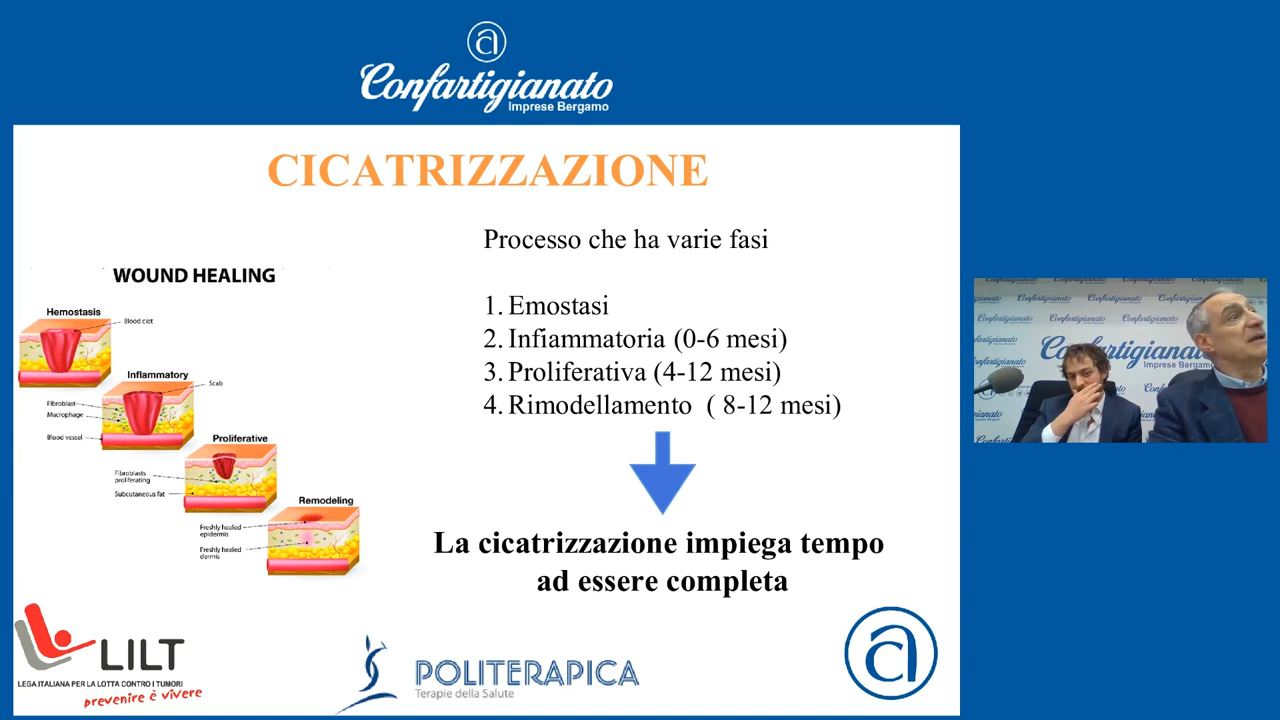 a
Confartigianato
Imprese Bergamo
CICATRIZZAZIONE
Processo che ha varie fasi
1. Emostasi
2. Infiammatoria (0-6 mesi)
3. Proliferativa (4-12 mesi)
4. Rimodellamento ( 8-12 mesi)
La cicatrizzazione impiega tempo
ad essere completa
WOUND HEALING
Hemostasis
Blood clot
Inflammatory
Scab
Fibroblast
Macrophage
Blood vessel
Proliferative
Fibroblasts
proliferating
Subcutaneous fat
Remodeling
Freshly healed
epidermis
Freshly healed
dermis
LILT
LEGA ITALIANA PER LA LOTTA CONTRO I TUMORI
prevenire è vivere
POLITERAPICA
Terapie della Salute
a
Confartigianato
Imprese Bergamo